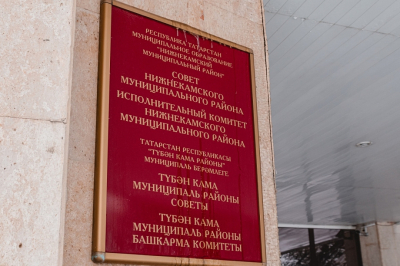 РЕСПУБЛИКА ТАТАРСТАН
МУНИЦИПАЛЬНОЕ ОБРАЗОВАНИЕ
"НИЖНЕКАМСКИЙ
МУНИЦИПАЛЬНЫЙ РАЙОН"
СОВЕТ
НИЖНЕКАМСКОГО
МУНИЦИПАЛЬНОГО РАЙОНА
ИСПОЛНИТЕЛЬНЫЙ КОМИТЕТ
НИЖНЕКАМСКОГО
МУНИЦИПАЛЬНОГО РАЙОНА
ТАТАРСТАН РЕСПУБЛИКАСЫ
"ТҮБӘН КАМА РАЙОНЫ"
МУНИЦИПАЛЬ БЕРӘМЛЕГЕ
ТҮБӘН КАМА
МУНИЦИПАЛЬ РАЙОНЫ
СОВЕТЫ
ТҮБӘН КАМА
МУНИЦИПАЛЬ РАЙОНЫ
БАШКАРМА КОМИТЕТЫ